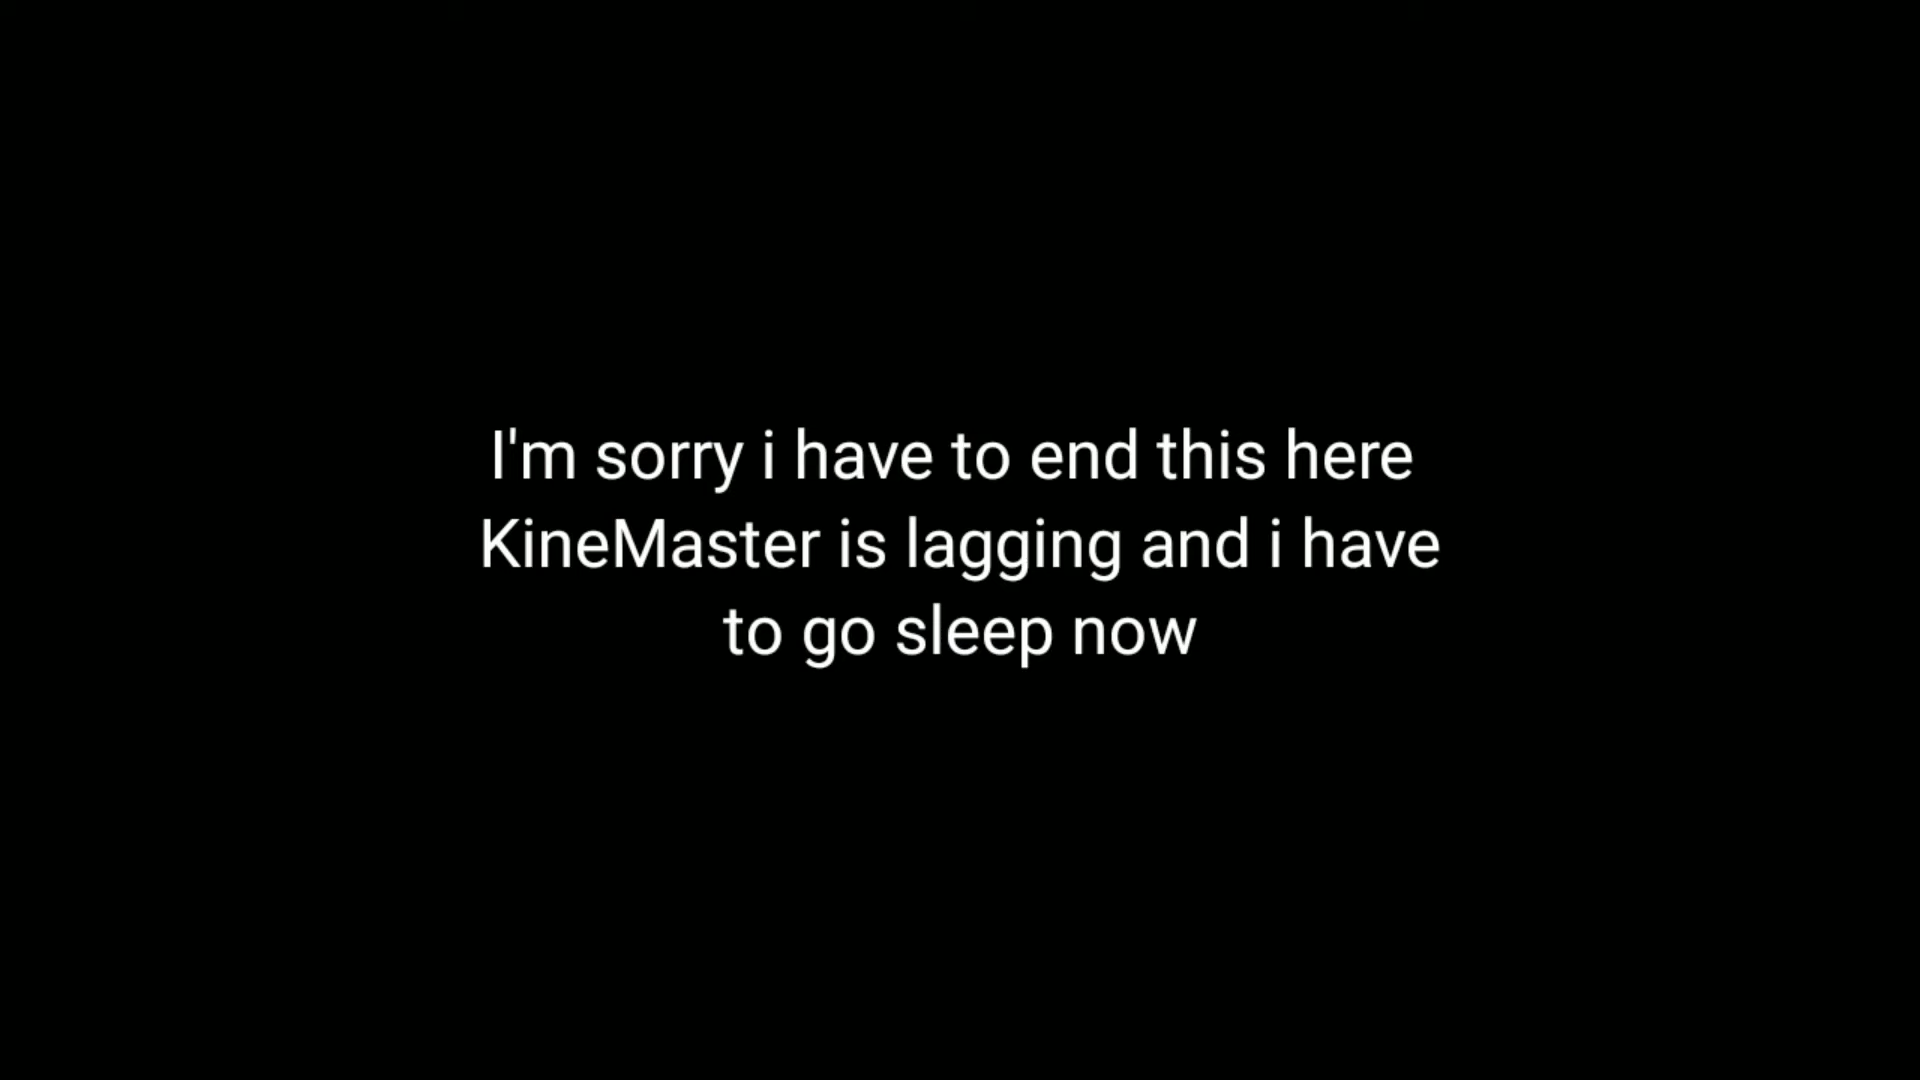 I'm sorry i have to end this here
KineMaster is lagging and i have
to go sleep now